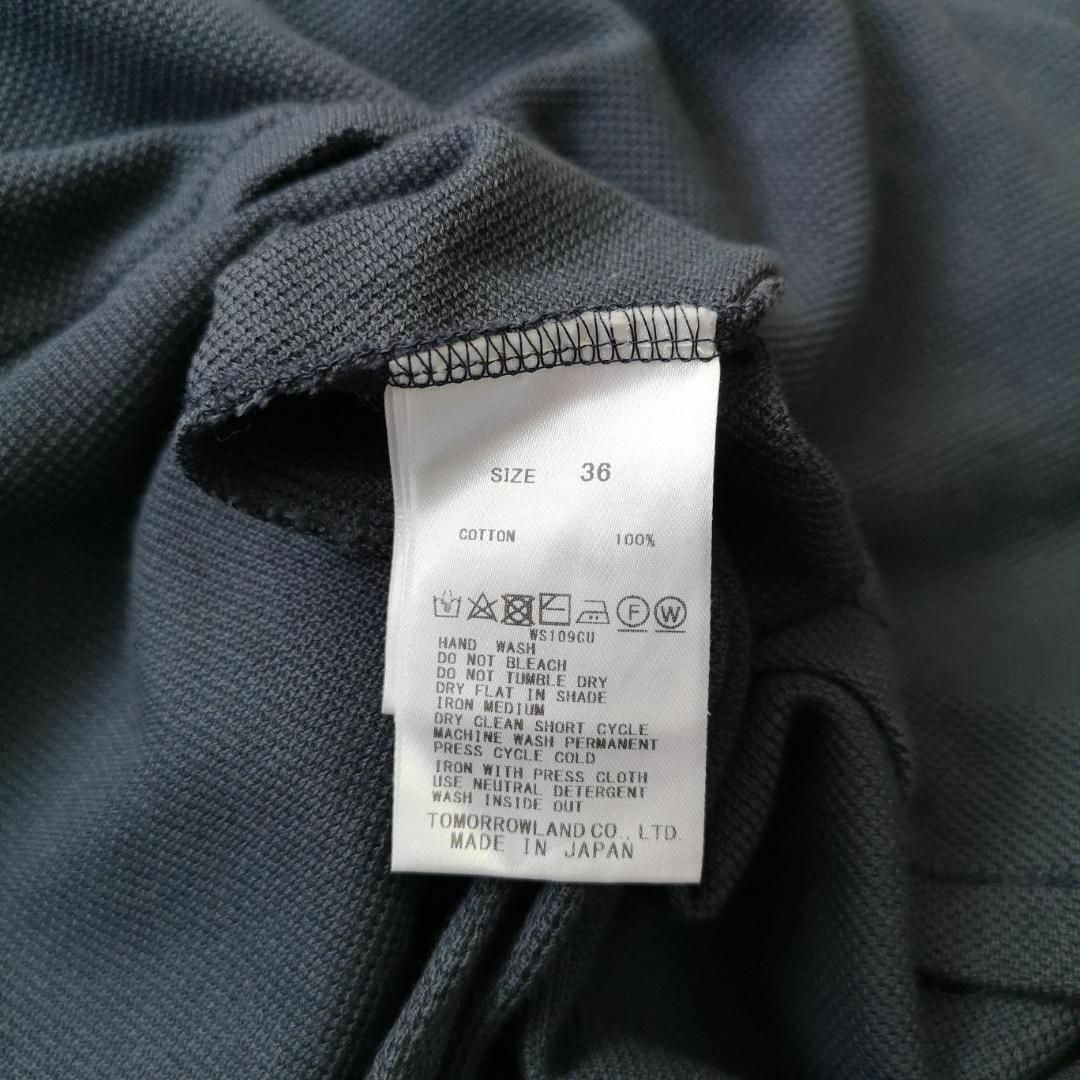 SIZE 36
COTTON 100%
F W
WS109CU
HAND WASH
DO NOT BLEACH
DO NOT TUMBLE DRY
DRY FLAT IN SHADE
IRON MEDIUM
DRY CLEAN SHORT CYCLE
MACHINE WASH PERMANENT
PRESS CYCLE COLD
IRON WITH PRESS CLOTH
USE NEUTRAL DETERGENT
WASH INSIDE OUT
TOMORROWLAND CO., LTD.
MADE IN JAPAN